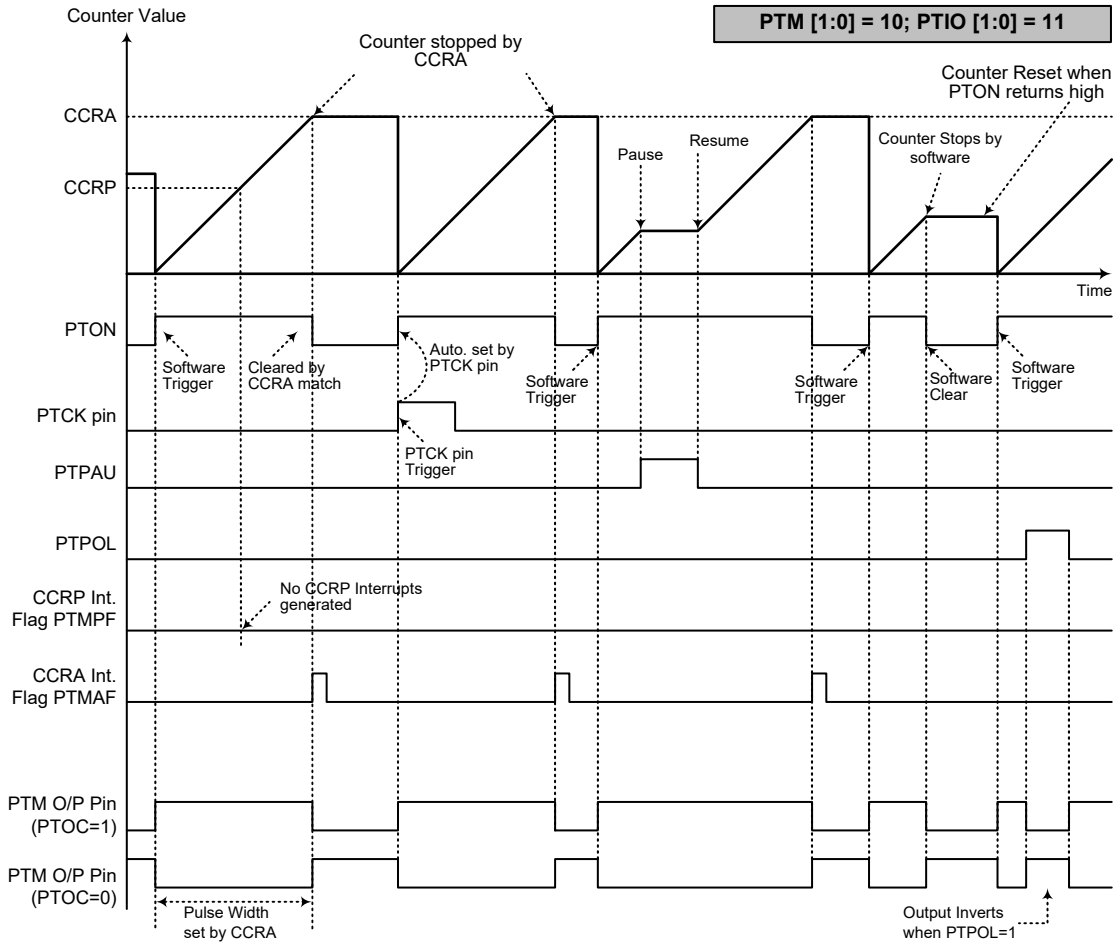 Counter Value
PTM [1:0] = 10; PTIO [1:0] = 11
Counter stopped by
CCRA
Counter Reset when
PTON returns high
CCRA
Pause
Resume
Counter Stops by
software
CCRP
Time
PTON
Software
Trigger
Cleared by
CCRA match
Auto. set by
PTCK pin
Software
Trigger
Software
Trigger
Software
Clear
Software
Trigger
PTCK pin
PTCK pin
Trigger
PTPAU
PTPOL
CCRP Int.
Flag PTMPF
No CCRP Interrupts
generated
CCRA Int.
Flag PTMAF
PTM O/P Pin
(PTOC=1)
PTM O/P Pin
(PTOC=0)
Pulse Width
set by CCRA
Output Inverts
when PTPOL=1